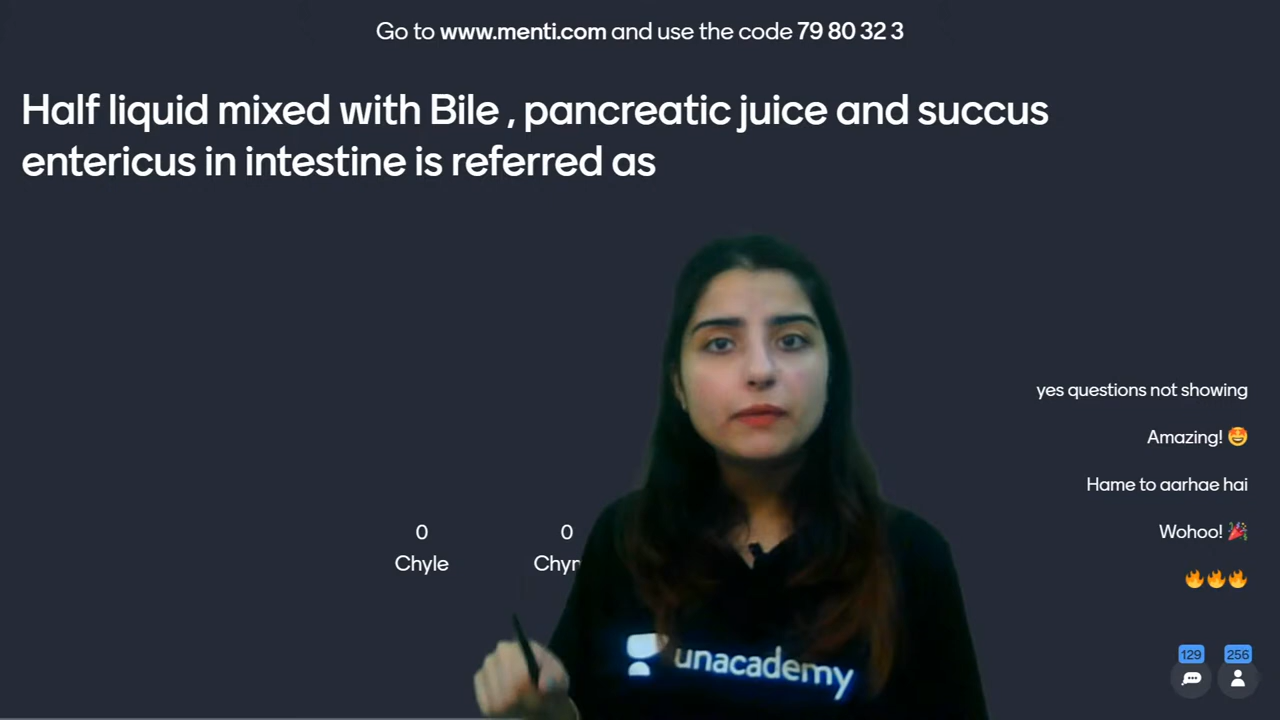 Go to www.menti.com and use the code 79 80 32 3
Half liquid mixed with Bile , pancreatic juice and succus
entericus in intestine is referred as
yes questions not showing
Amazing! 🤩
Hame to aarhae hai
Wohoo! 🎉
🔥🔥🔥
0
0
Chyle
unacademy
129
256